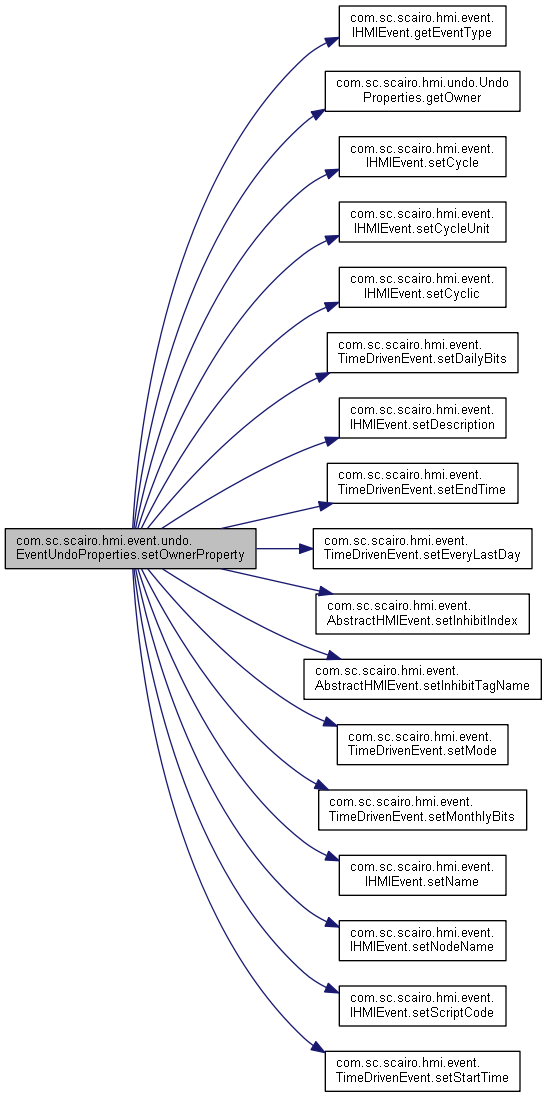 com.sc.scairo.hmi.event.
IHMIEvent.getEventType
com.sc.scairo.hmi.undo.Undo
Properties.getOwner
com.sc.scairo.hmi.event.
IHMIEvent.setCycle
com.sc.scairo.hmi.event.
IHMIEvent.setCycleUnit
com.sc.scairo.hmi.event.
IHMIEvent.setCyclic
com.sc.scairo.hmi.event.
TimeDrivenEvent.setDailyBits
com.sc.scairo.hmi.event.
IHMIEvent.setDescription
com.sc.scairo.hmi.event.
TimeDrivenEvent.setEndTime
com.sc.scairo.hmi.event.undo.
EventUndoProperties.setOwnerProperty
com.sc.scairo.hmi.event.
TimeDrivenEvent.setEveryLastDay
com.sc.scairo.hmi.event.
AbstractHMIEvent.setInhibitIndex
com.sc.scairo.hmi.event.
AbstractHMIEvent.setInhibitTagName
com.sc.scairo.hmi.event.
TimeDrivenEvent.setMode
com.sc.scairo.hmi.event.
TimeDrivenEvent.setMonthlyBits
com.sc.scairo.hmi.event.
IHMIEvent.setName
com.sc.scairo.hmi.event.
IHMIEvent.setNodeName
com.sc.scairo.hmi.event.
IHMIEvent.setScriptCode
com.sc.scairo.hmi.event.
TimeDrivenEvent.setStartTime